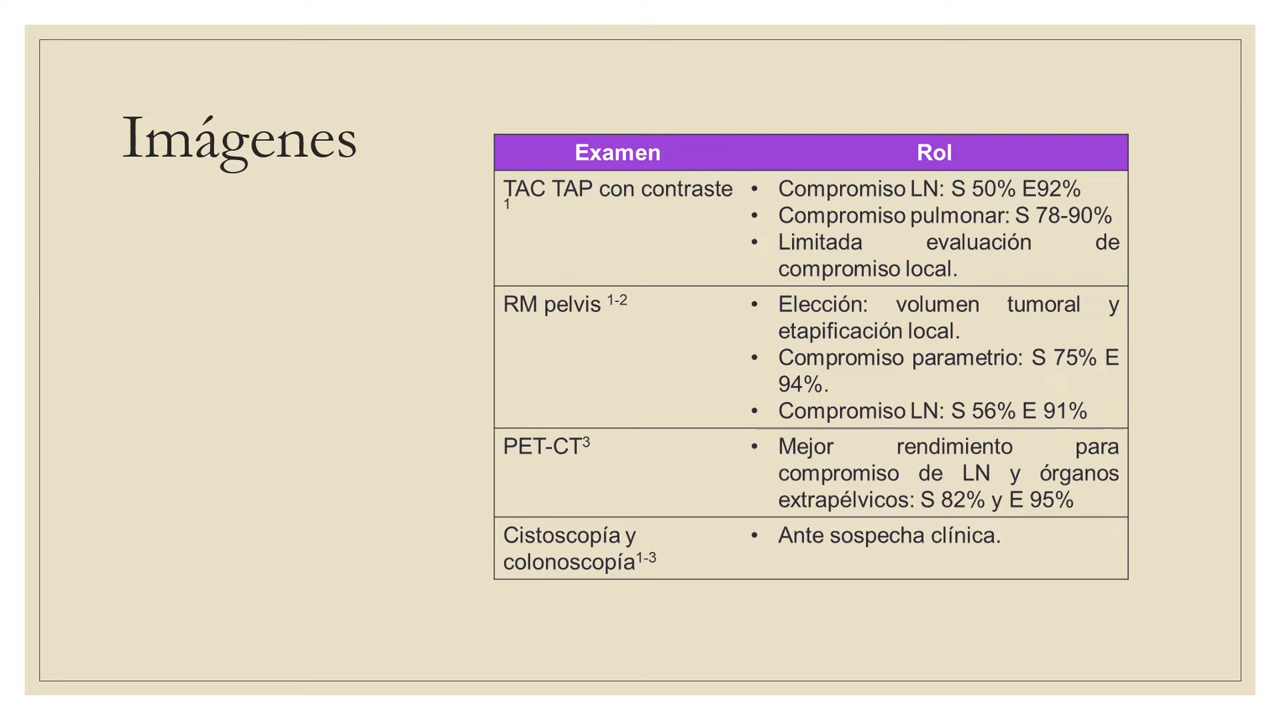 Imágenes
Examen Rol
TAC TAP con contraste
1
• Compromiso LN: S 50% E92%
• Compromiso pulmonar: S 78-90%
• Limitada evaluación de
compromiso local.
RM pelvis 1-2
• Elección: volumen tumoral y
etapificación local.
• Compromiso parametrio: S 75% E
94%.
• Compromiso LN: S 56% E 91%
PET-CT3
• Mejor rendimiento para
compromiso de LN y órganos
extrapélvicos: S 82% y E 95%
Cistoscopía y
colonoscopía1-3
• Ante sospecha clínica.